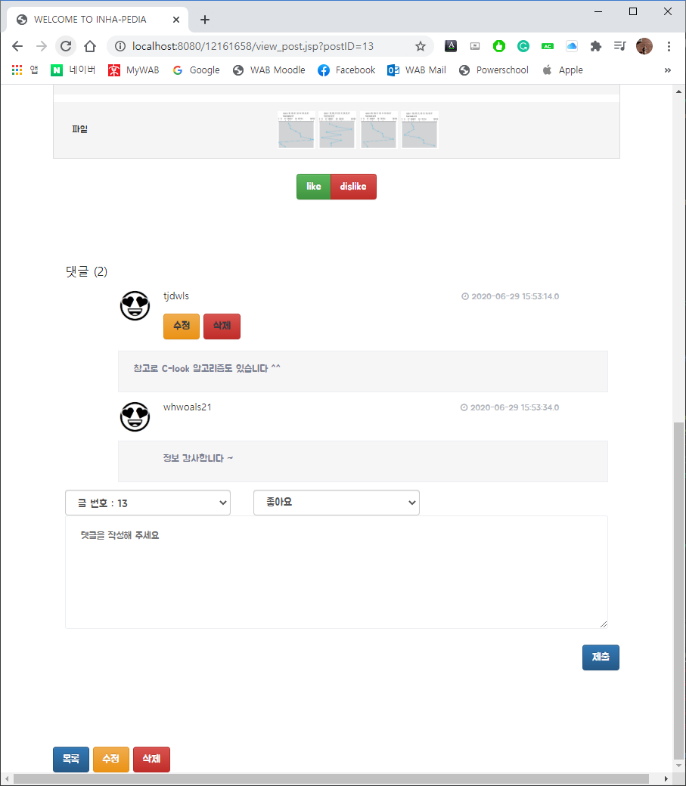 WELCOME TO INHA-PEDIA
localhost:8080/12161658/view_post.jsp?postID=13
앱 네이버 MyWAB Google WAB Moodle Facebook WAB Mail Powerschool Apple »
파일
like dislike
댓글 (2)
tjdwls 2020-06-29 15:53:14.0
수정 삭제
참고로 C-look 알고리즘도 있습니다 ^^
whwoals21 2020-06-29 15:53:34.0
정보 감사합니다 ~
글 번호 : 13 좋아요
댓글을 작성해 주세요
제출
목록 수정 삭제